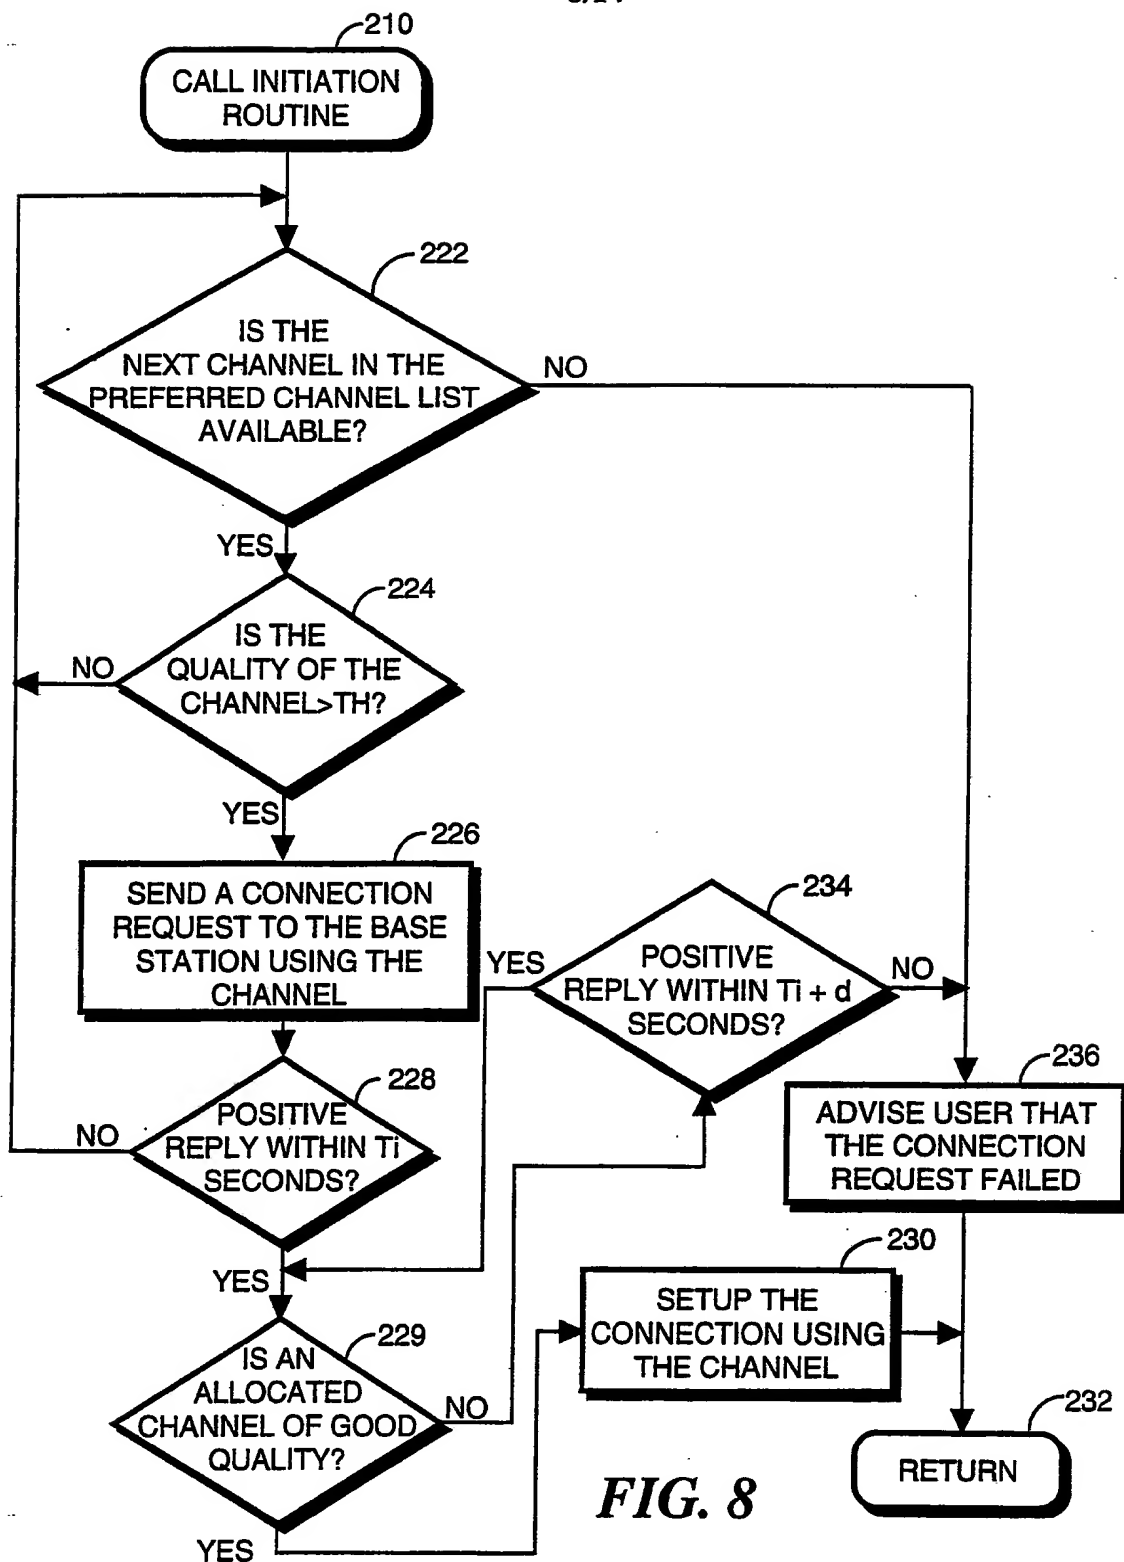 210
CALL INITIATION
ROUTINE
222
IS THE
NEXT CHANNEL IN THE
PREFERRED CHANNEL LIST
AVAILABLE?
NO
YES
224
IS THE
QUALITY OF THE
CHANNEL>TH?
NO
YES
226
SEND A CONNECTION
REQUEST TO THE BASE
STATION USING THE
CHANNEL
234
POSITIVE
REPLY WITHIN Ti + d
SECONDS?
YES
NO
228
POSITIVE
REPLY WITHIN Ti
SECONDS?
NO
YES
236
ADVISE USER THAT
THE CONNECTION
REQUEST FAILED
229
IS AN
ALLOCATED
CHANNEL OF GOOD
QUALITY?
NO
YES
230
SETUP THE
CONNECTION USING
THE CHANNEL
232
RETURN
FIG. 8